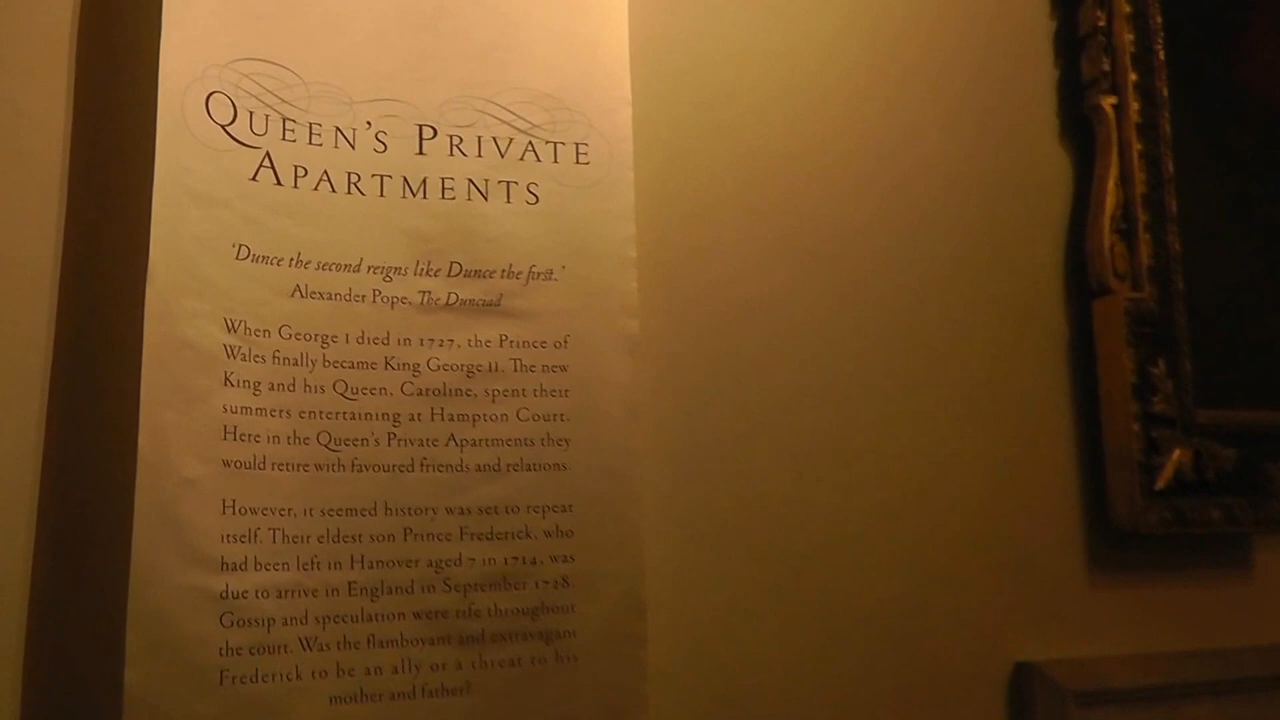 QUEEN'S PRIVATE
APARTMENTS
'Dunce the second reigns like Dunce the first.'
Alexander Pope, The Dunciad
When George I died in 1727, the Prince of
Wales finally became King George II. The new
King and his Queen, Caroline, spent their
summers entertaining at Hampton Court.
Here in the Queen's Private Apartments they
would retire with favoured friends and relations.
However, it seemed history was set to repeat
itself. Their eldest son Prince Frederick, who
had been left in Hanover aged 7 in 1714, was
due to arrive in England in September 1728.
Gossip and speculation were rife throughout
the court. Was the flamboyant and extravagant
Frederick to be an ally or a threat to his
mother and father?